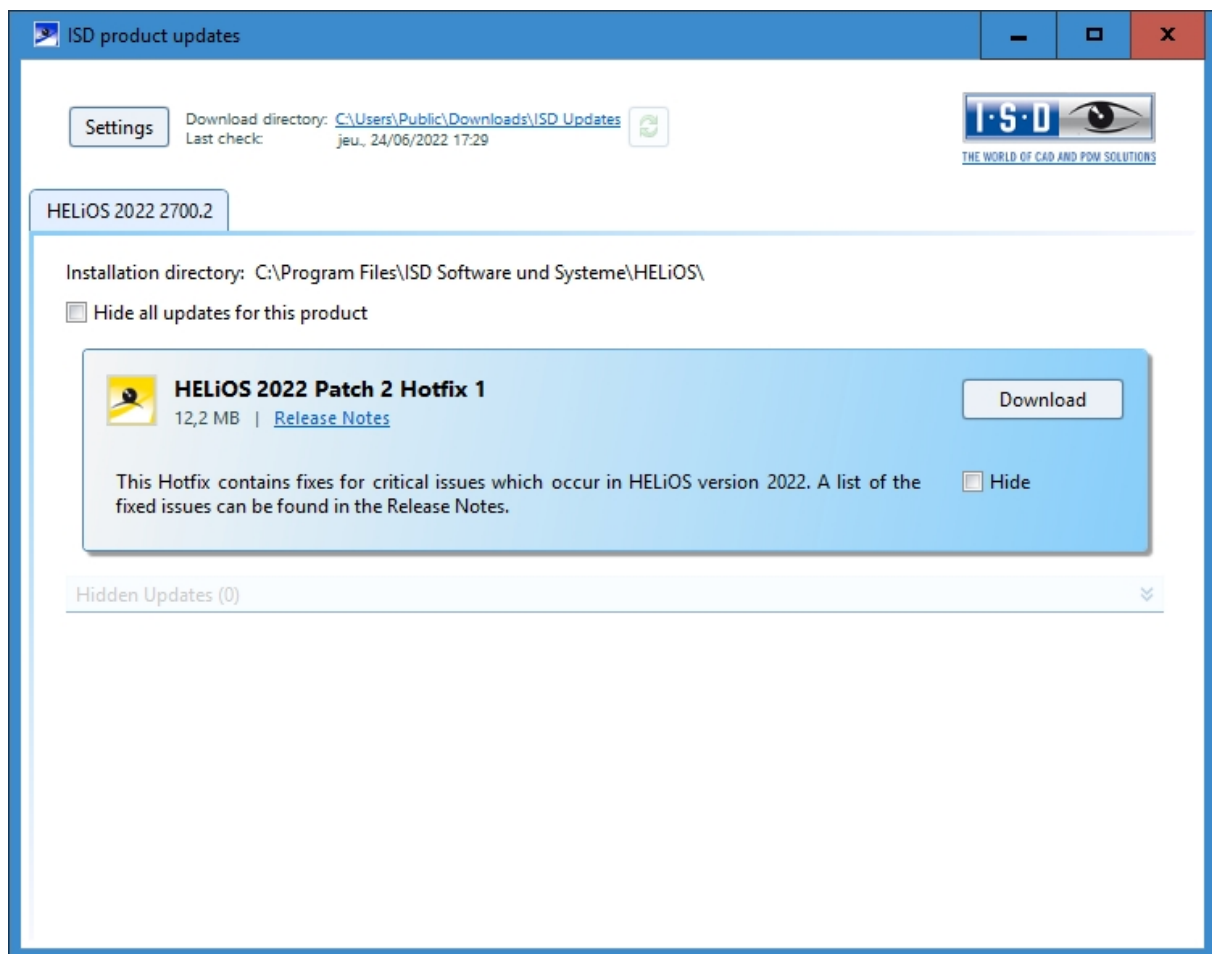 ISD product updates
Settings
Download directory: C:\Users\Public\Downloads\ISD Updates
Last check: jeu., 24/06/2022 17:29
I·S·D
THE WORLD OF CAD AND PDM SOLUTIONS
HELiOS 2022 2700.2
Installation directory: C:\Program Files\ISD Software und Systeme\HELiOS\
Hide all updates for this product
HELiOS 2022 Patch 2 Hotfix 1
12,2 MB | Release Notes
Download
This Hotfix contains fixes for critical issues which occur in HELiOS version 2022. A list of the
fixed issues can be found in the Release Notes.
Hide
Hidden Updates (0)